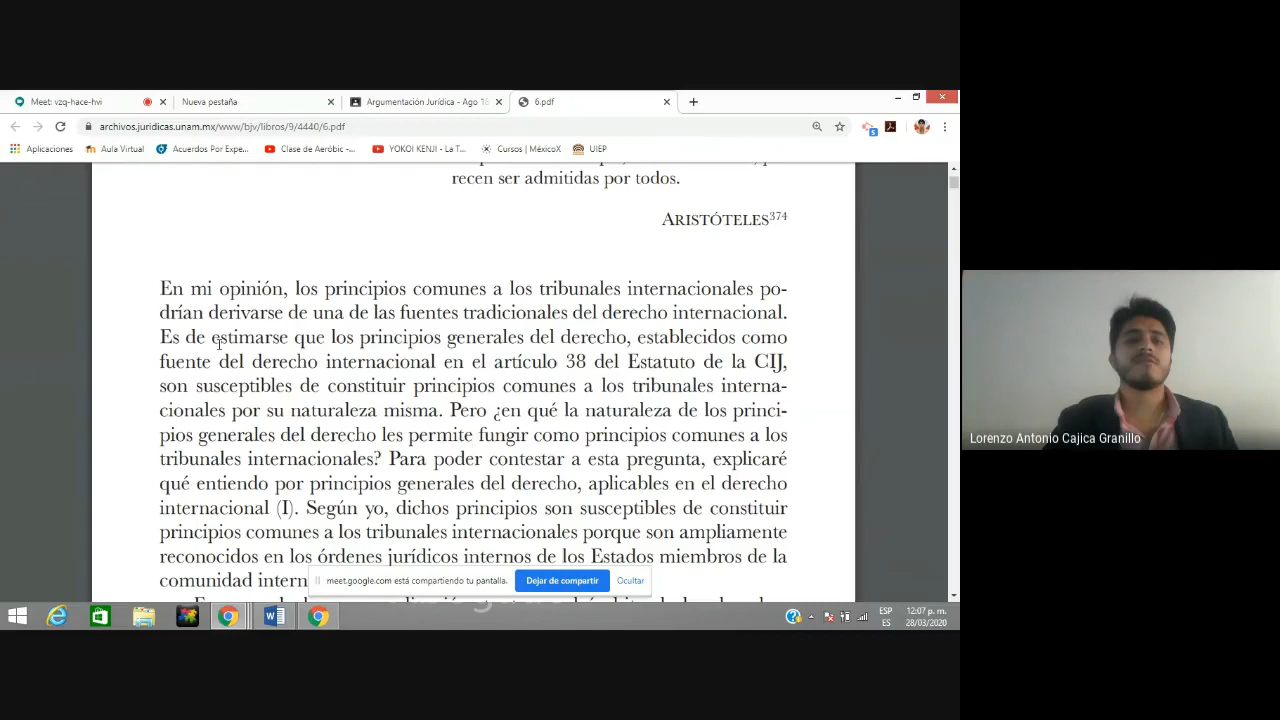 Meet: vzq-hace-hvi
Nueva pestaña
Argumentación Jurídica - Ago 18
6.pdf
archivos.juridicas.unam.mx/www/bjv/libros/9/4440/6.pdf
Aplicaciones
Aula Virtual
Acuerdos Por Expe...
Clase de Aeróbic -...
YOKOI KENJI - La T...
Cursos | MéxicoX
UIEP
recen ser admitidas por todos.
ARISTÓTELES374
En mi opinión, los principios comunes a los tribunales internacionales po-
drían derivarse de una de las fuentes tradicionales del derecho internacional.
Es de estimarse que los principios generales del derecho, establecidos como
fuente del derecho internacional en el artículo 38 del Estatuto de la CIJ,
son susceptibles de constituir principios comunes a los tribunales interna-
cionales por su naturaleza misma. Pero ¿en qué la naturaleza de los princi-
pios generales del derecho les permite fungir como principios comunes a los
tribunales internacionales? Para poder contestar a esta pregunta, explicaré
qué entiendo por principios generales del derecho, aplicables en el derecho
internacional (I). Según yo, dichos principios son susceptibles de constituir
principios comunes a los tribunales internacionales porque son ampliamente
reconocidos en los órdenes jurídicos internos de los Estados miembros de la
comunidad intern
meet.google.com está compartiendo tu pantalla.
Dejar de compartir
Ocultar
ESP
ES
12:07 p. m.
28/03/2020
Lorenzo Antonio Cajica Granillo